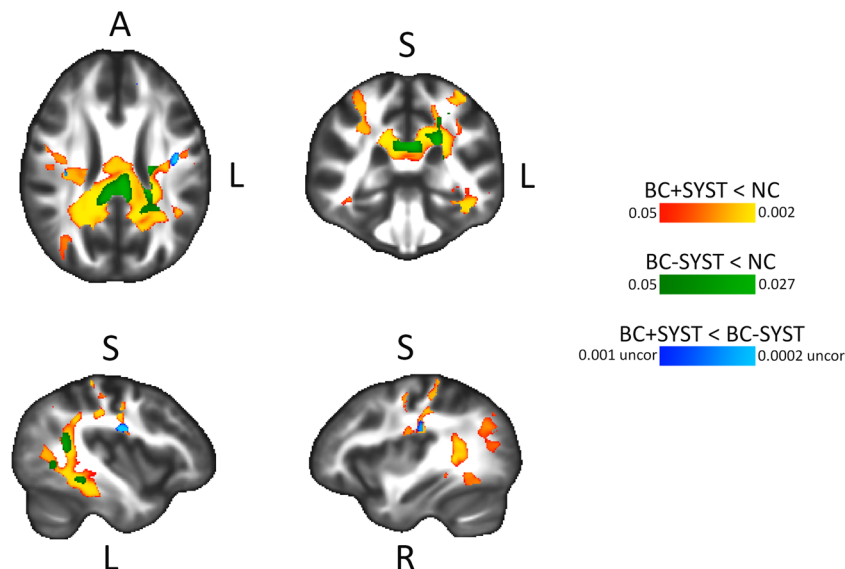 A
S
L
L
BC+SYST < NC
0.05 0.002
BC-SYST < NC
0.05 0.027
BC+SYST < BC-SYST
0.001 uncor 0.0002 uncor
S
S
L
R